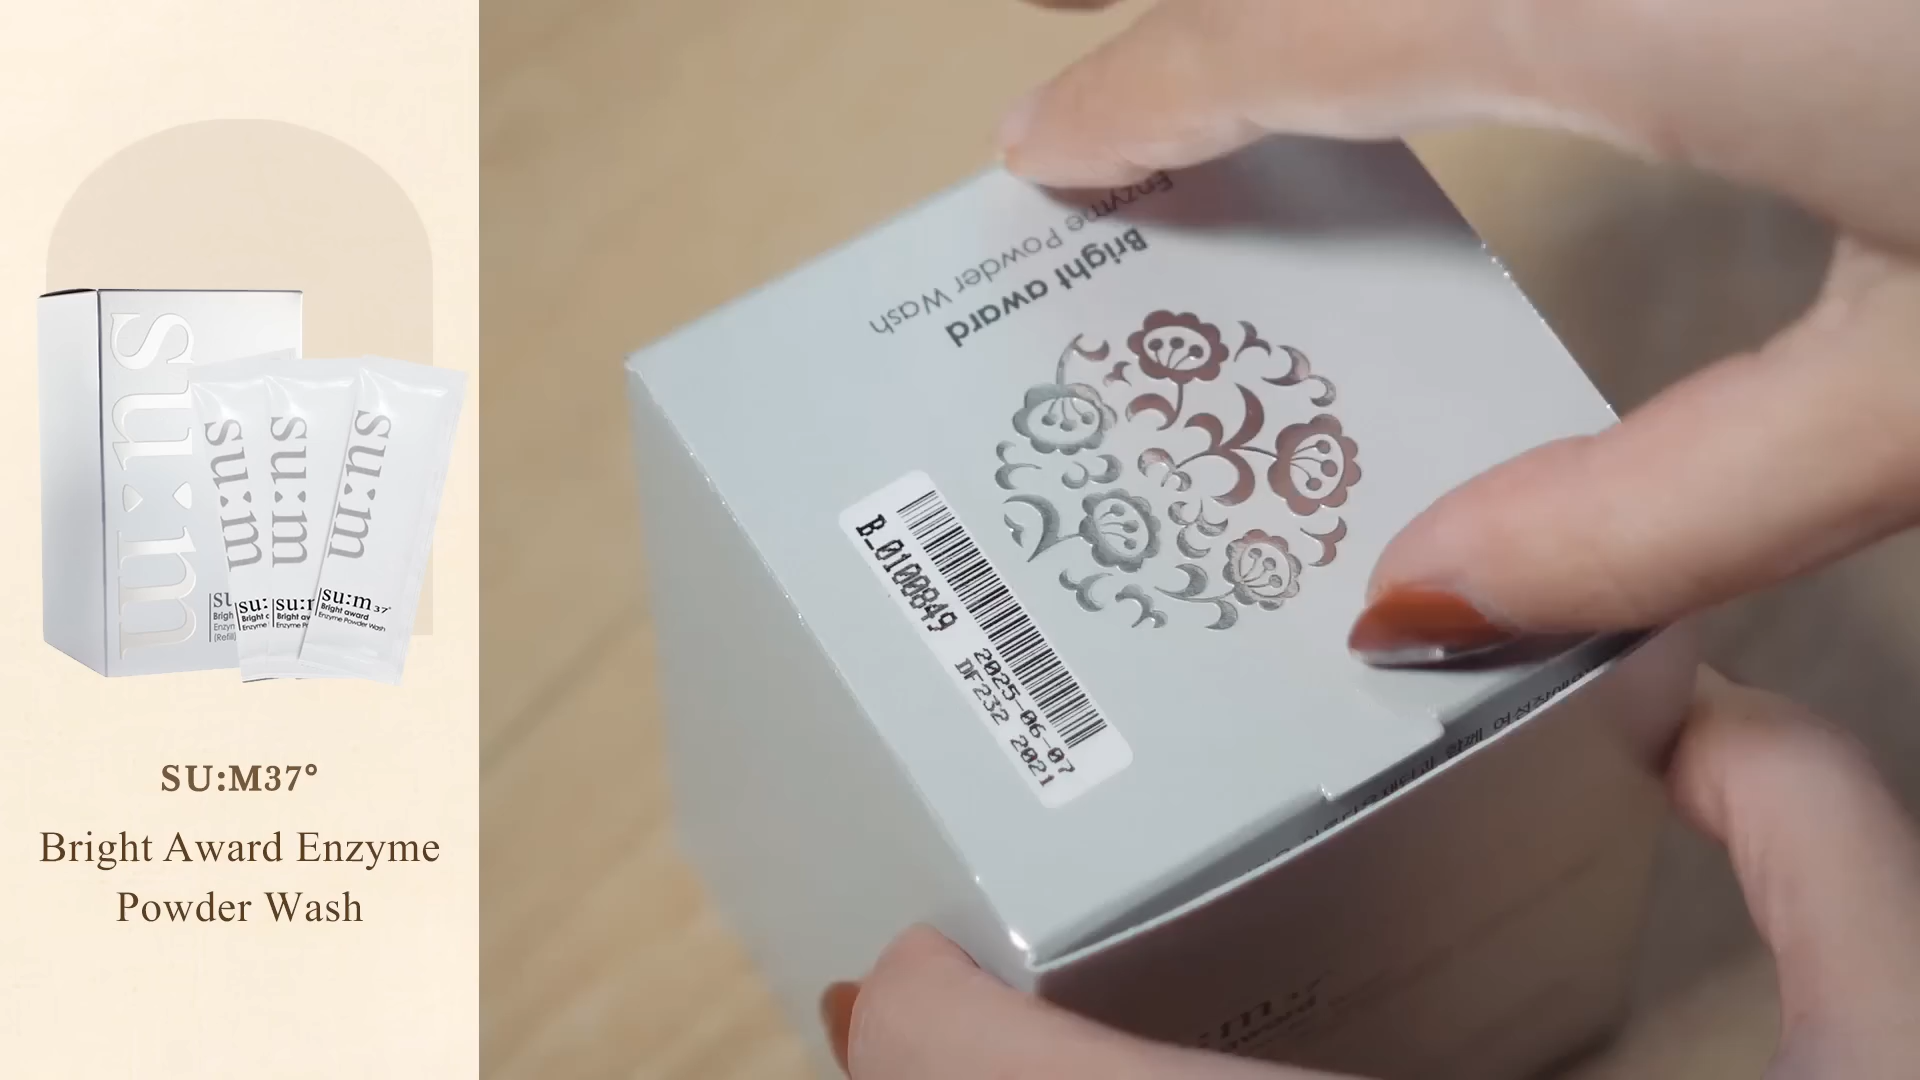 su:m
su:m
su:m
su:m
su:m37°
Bright award
Enzyme Powder Wash
SU:M37°
Bright Award Enzyme
Powder Wash
Bright award
Enzyme Powder Wash
B_0100849
2025-06-07
DF232 2021